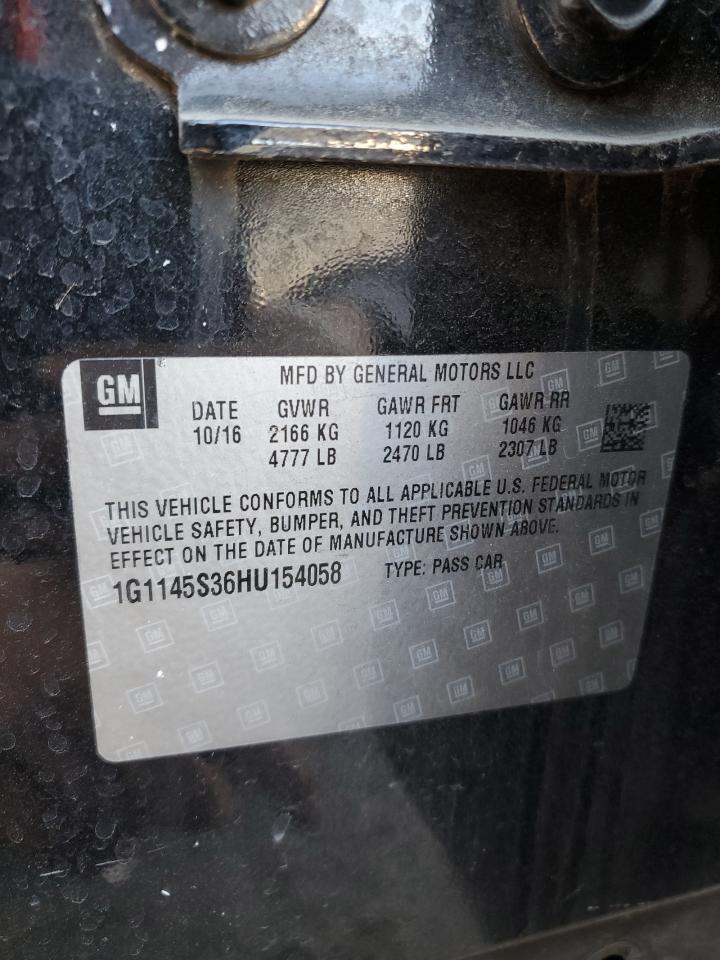 GM
MFD BY GENERAL MOTORS LLC
DATE GVWR GAWR FRT GAWR RR
10/16 2166 KG 1120 KG 1046 KG
4777 LB 2470 LB 2307 LB
THIS VEHICLE CONFORMS TO ALL APPLICABLE U.S. FEDERAL MOTOR
VEHICLE SAFETY, BUMPER, AND THEFT PREVENTION STANDARDS IN
EFFECT ON THE DATE OF MANUFACTURE SHOWN ABOVE.
1G1145S36HU154058 TYPE: PASS CAR